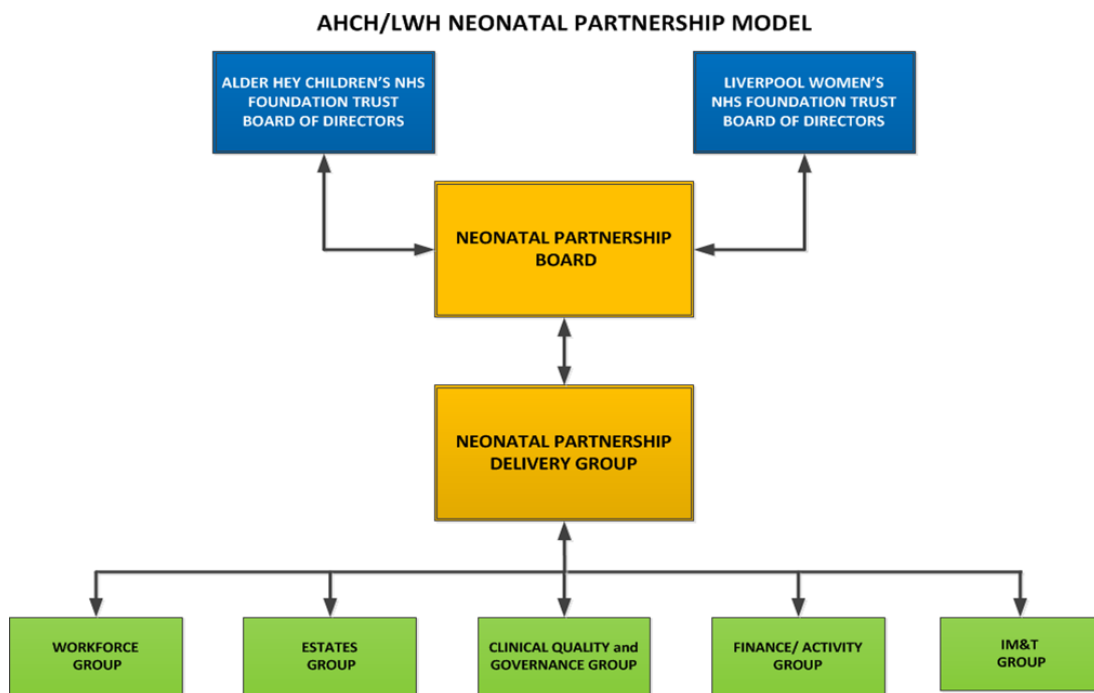 AHCH/LWH NEONATAL PARTNERSHIP MODEL
ALDER HEY CHILDREN'S NHS
FOUNDATION TRUST
BOARD OF DIRECTORS
LIVERPOOL WOMEN'S
NHS FOUNDATION TRUST
BOARD OF DIRECTORS
NEONATAL PARTNERSHIP
BOARD
NEONATAL PARTNERSHIP
DELIVERY GROUP
WORKFORCE
GROUP
ESTATES
GROUP
CLINICAL QUALITY and
GOVERNANCE GROUP
FINANCE/ ACTIVITY
GROUP
IM&T
GROUP